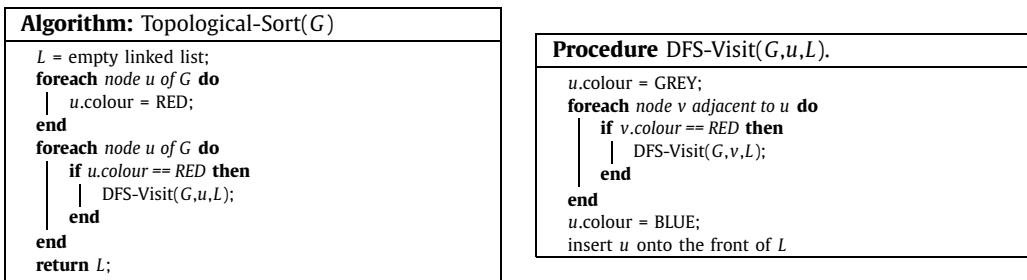 Algorithm: Topological-Sort(G)
L = empty linked list;
foreach node u of G do
u.colour = RED;
end
foreach node u of G do
if u.colour == RED then
DFS-Visit(G,u,L);
end
end
return L;
Procedure DFS-Visit(G,u,L).
u.colour = GREY;
foreach node v adjacent to u do
if v.colour == RED then
DFS-Visit(G,v,L);
end
end
u.colour = BLUE;
insert u onto the front of L